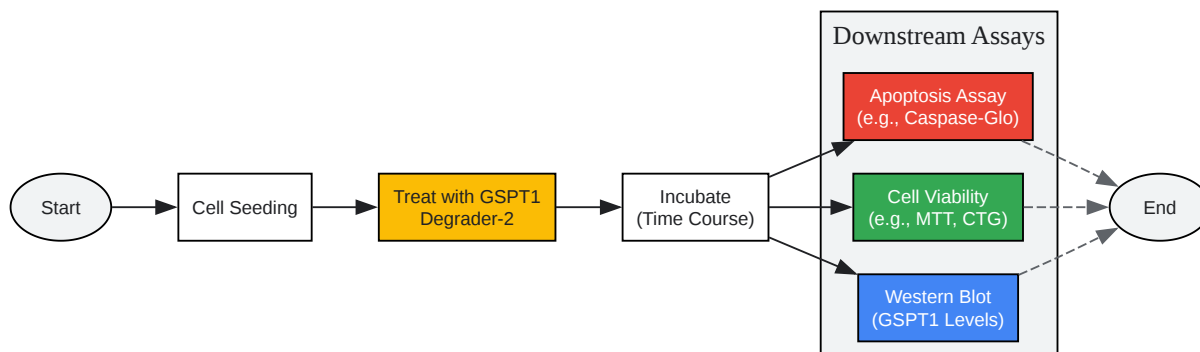 Start
Cell Seeding
Treat with GSPT1
Degrader-2
Incubate
(Time Course)
Downstream Assays
Apoptosis Assay
(e.g., Caspase-Glo)
Cell Viability
(e.g., MTT, CTG)
Western Blot
(GSPT1 Levels)
End